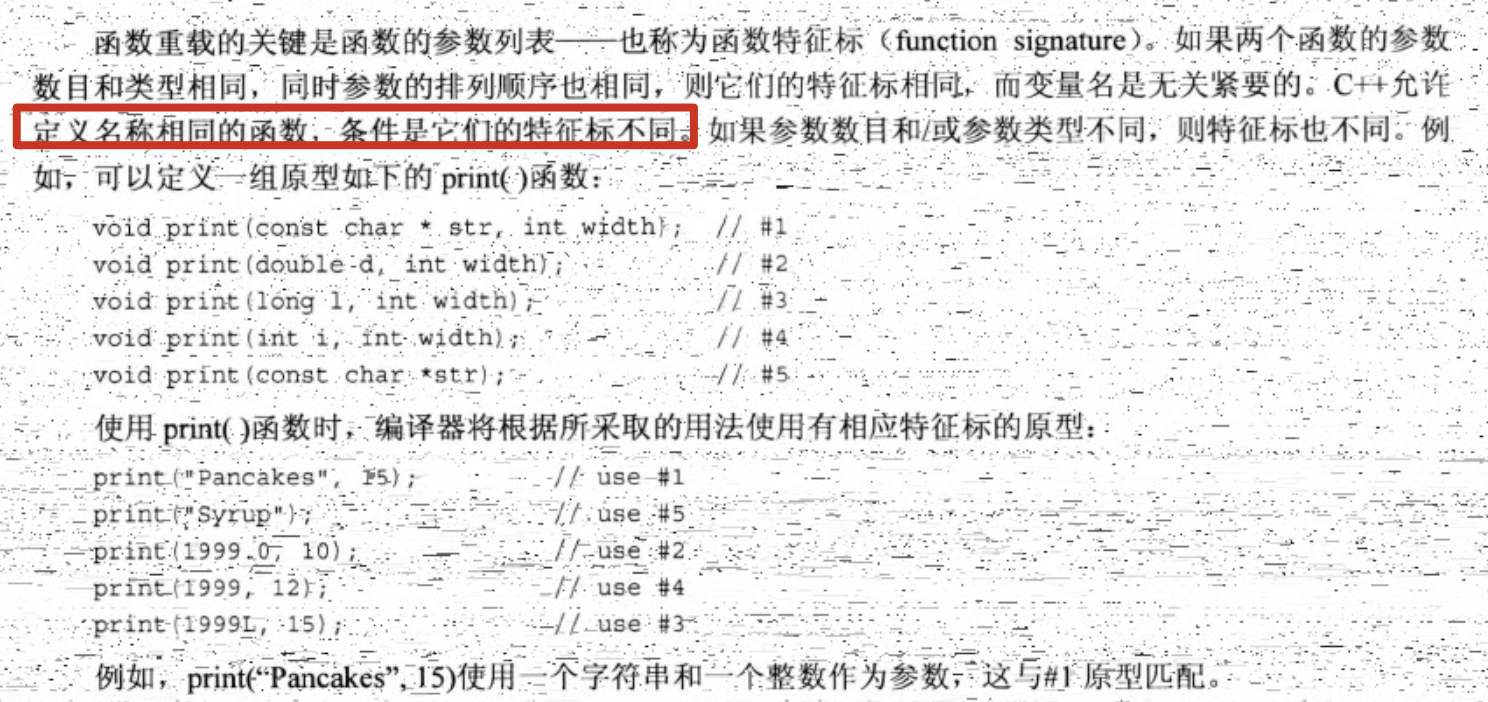 函数重载的关键是函数的参数列表——也称为函数特征标（function signature）。如果两个函数的参数
数目和类型相同，同时参数的排列顺序也相同，则它们的特征标相同，而变量名是无关紧要的。C++允许
定义名称相同的函数，条件是它们的特征标不同。如果参数数目和/或参数类型不同，则特征标也不同。例
如，可以定义一组原型如下的 print( )函数：
void print(const char * str, int width);  // #1
void print(double d, int width);  // #2
void print(long l, int width);  // #3
void print(int i, int width);  // #4
void print(const char *str);  // #5
使用 print( )函数时，编译器将根据所采取的用法使用有相应特征标的原型：
print("Pancakes", 15);  // use #1
print("Syrup");  // use #5
print(1999.0, 10);  // use #2
print(1999, 12);  // use #4
print(1999L, 15);  // use #3
例如，print(“Pancakes”, 15)使用一个字符串和一个整数作为参数，这与#1 原型匹配。